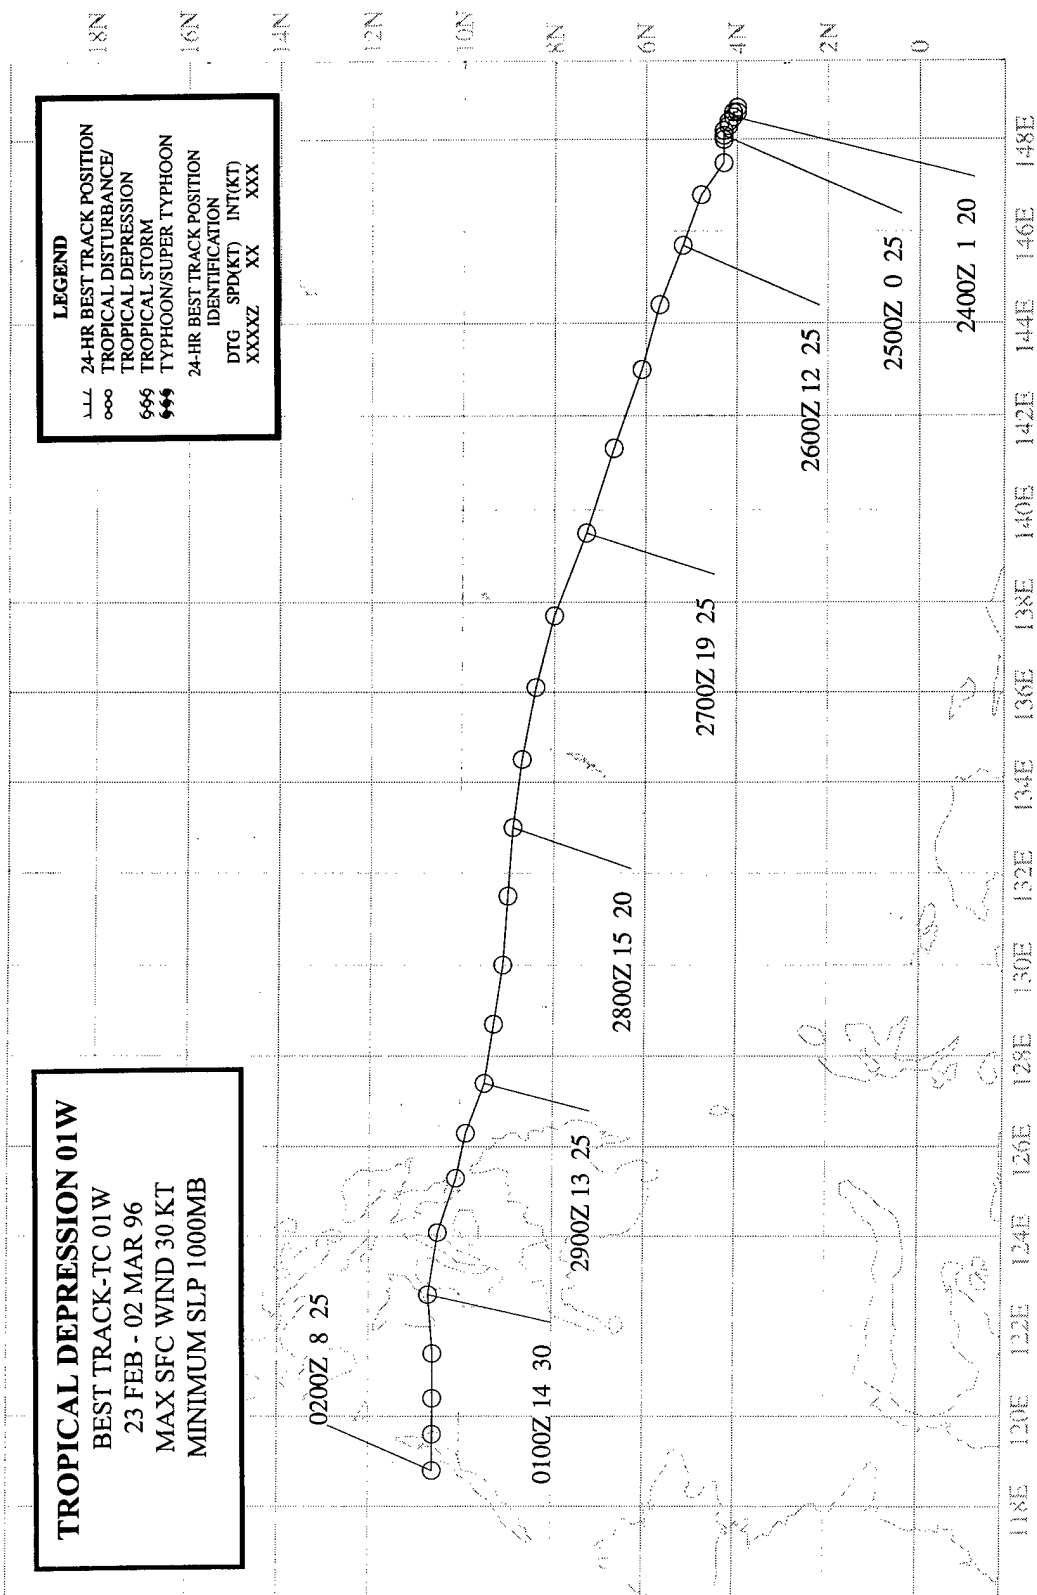 TROPICAL DEPRESSION 01W
BEST TRACK-TC 01W
23 FEB - 02 MAR 96
MAX SFC WIND 30 KT
MINIMUM SLP 1000MB
LEGEND
24-HR BEST TRACK POSITION
TROPICAL DISTURBANCE/
TROPICAL DEPRESSION
TROPICAL STORM
TYPHOON/SUPER TYPHOON
24-HR BEST TRACK POSITION
IDENTIFICATION
DTG SPD(KT) INT(KT)
XXXXZ XX XXX
18N
16N
14N
12N
10N
8N
6N
4N
2N
0
0200Z 8 25
0100Z 14 30
2900Z 13 25
2800Z 15 20
2700Z 19 25
2600Z 12 25
2500Z 0 25
2400Z 1 20
118E 120E 122E 124E 126E 128E 130E 132E 134E 136E 138E 140E 142E 144E 146E 148E